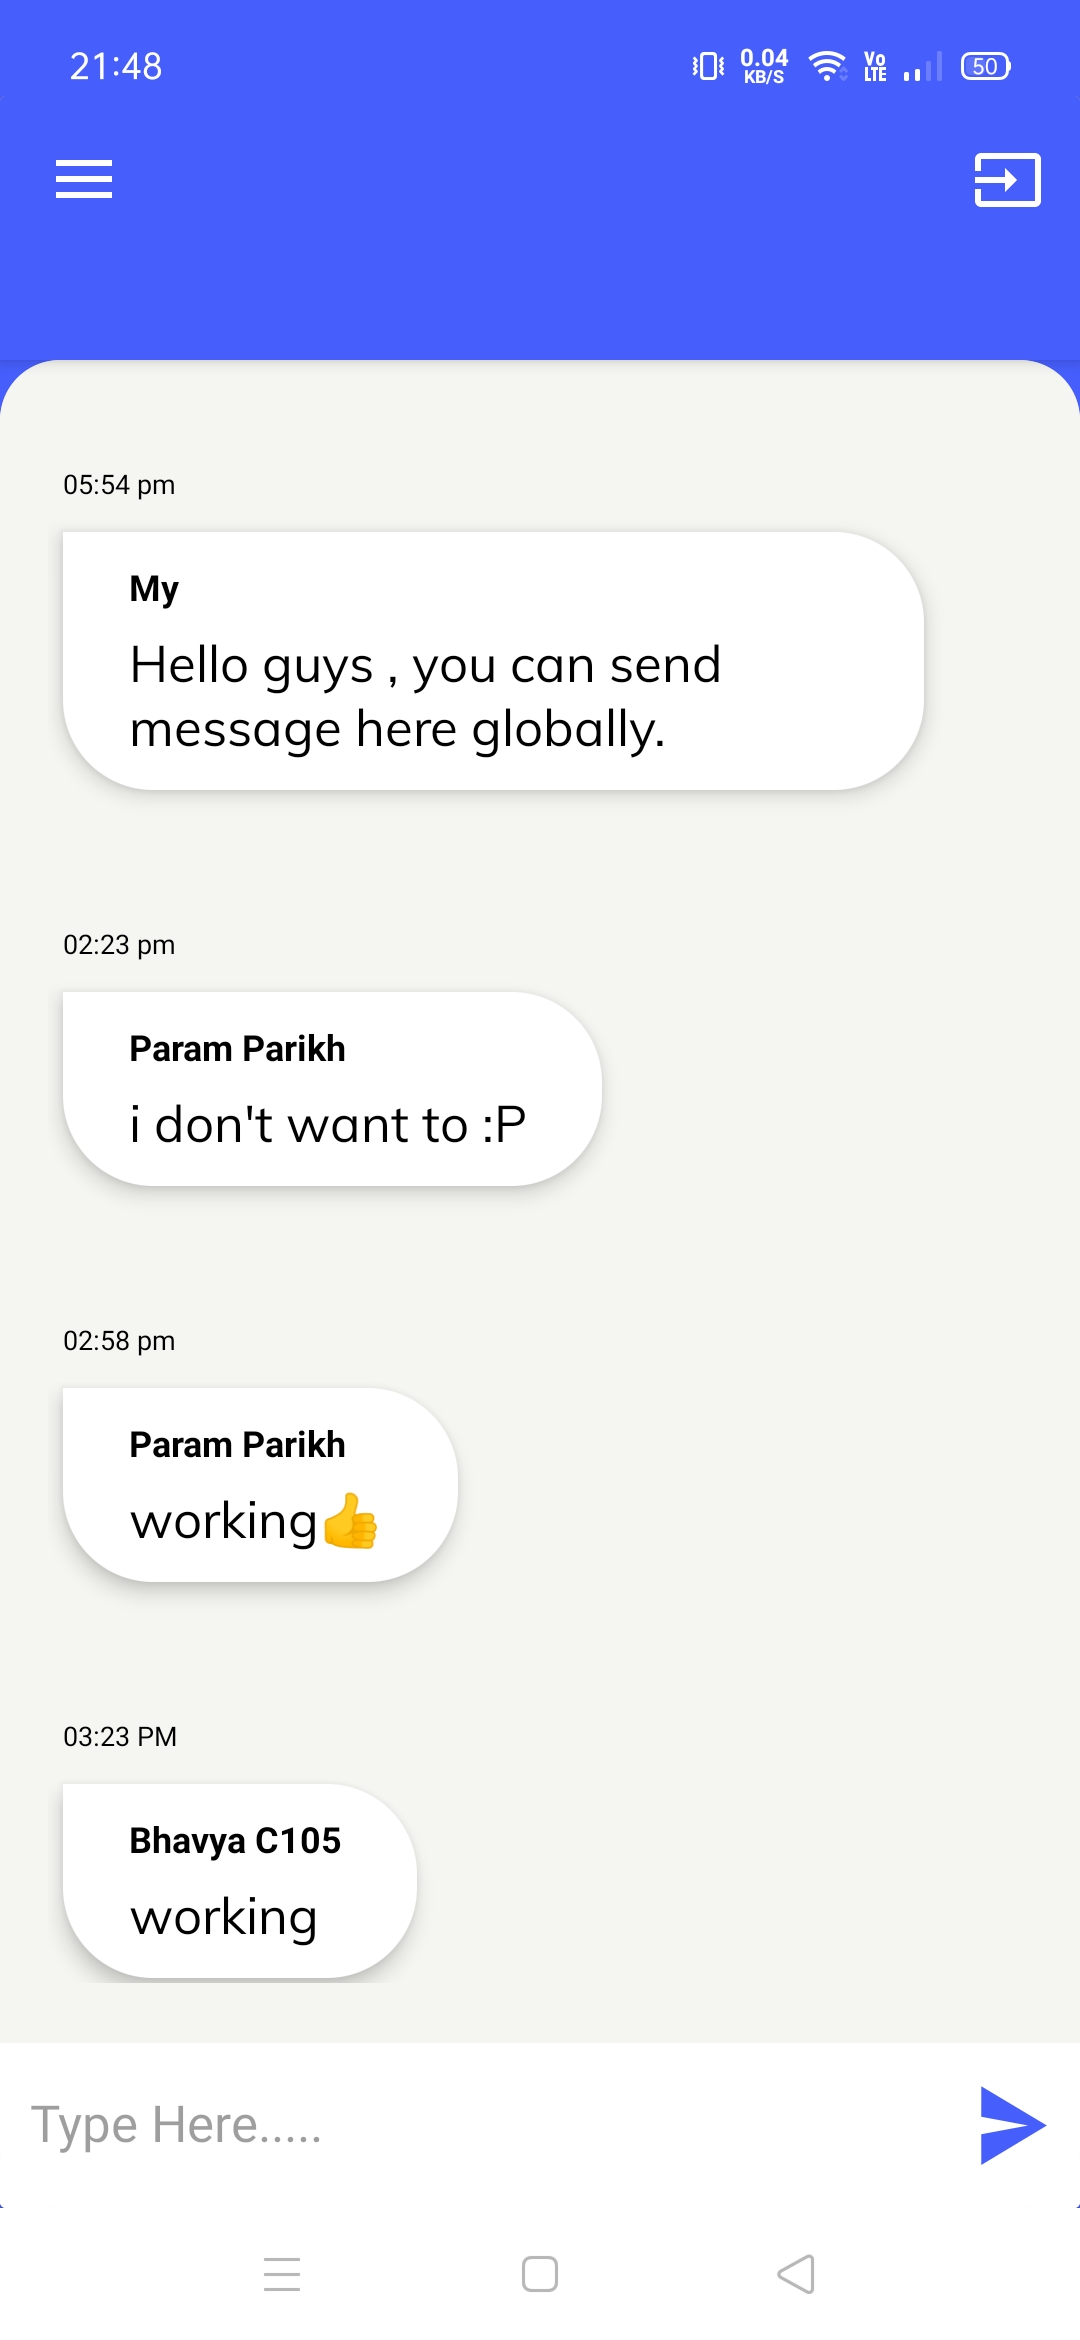 21:48
0.04
KB/S
Vo
LTE
50
05:54 pm
My
Hello guys , you can send
message here globally.
02:23 pm
Param Parikh
i don't want to :P
02:58 pm
Param Parikh
working👍
03:23 PM
Bhavya C105
working
Type Here.....